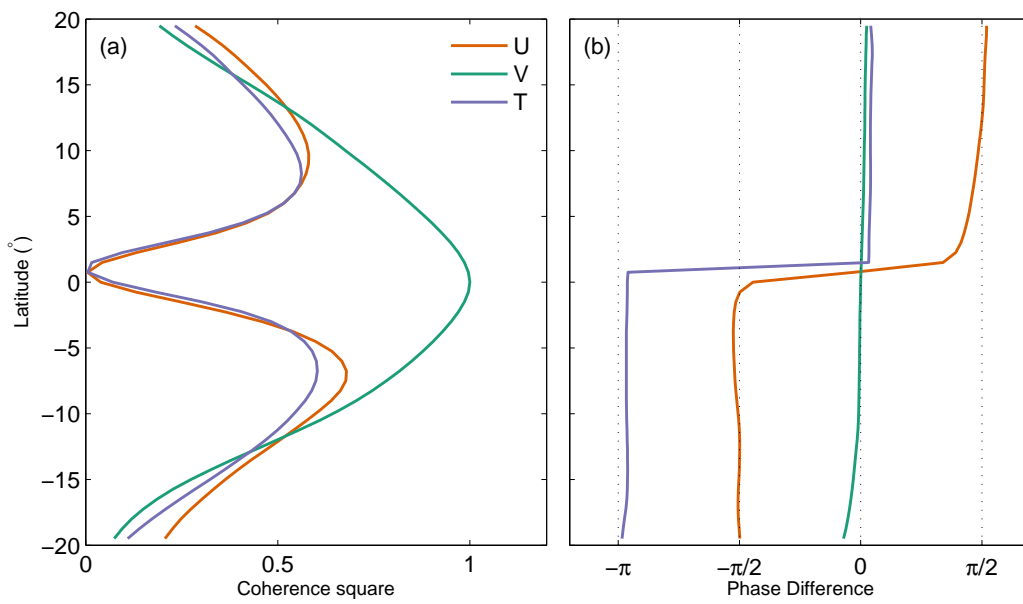 (a)
U
V
T
Latitude (°)
20
15
10
5
0
−5
−10
−15
−20
0
0.5
1
Coherence square
(b)
−π
−π/2
0
π/2
Phase Difference